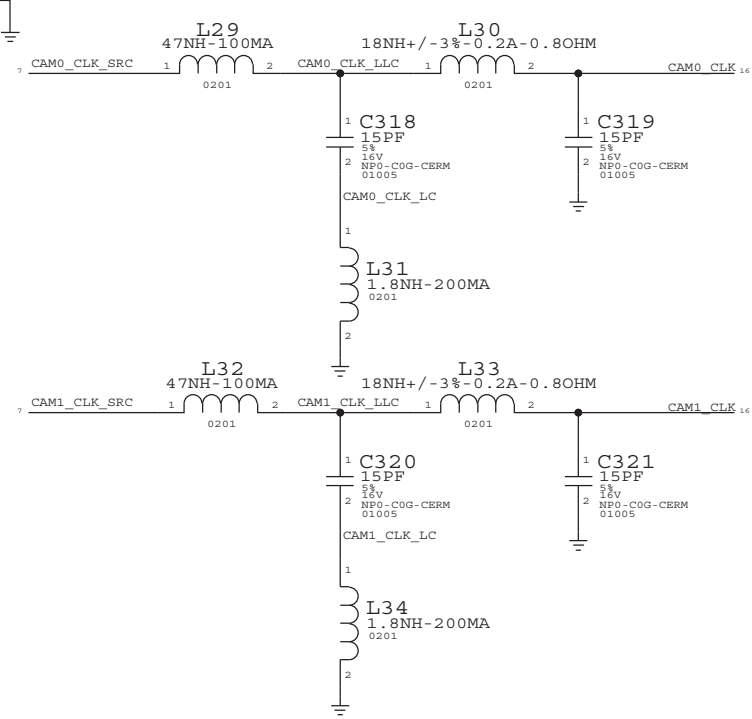 L29
47NH-100MA
L30
18NH+/-3%-0.2A-0.8OHM
7 CAM0_CLK_SRC 1 2 CAM0_CLK_LLC 1 2 CAM0_CLK 16
0201
0201
1 C318
15PF
5%
16V
2 NP0-C0G-CERM
01005
1 C319
15PF
5%
16V
2 NP0-C0G-CERM
01005
CAM0_CLK_LC
1
L31
1.8NH-200MA
0201
2
L32
47NH-100MA
L33
18NH+/-3%-0.2A-0.8OHM
7 CAM1_CLK_SRC 1 2 CAM1_CLK_LLC 1 2 CAM1_CLK 16
0201
0201
1 C320
15PF
5%
16V
2 NP0-C0G-CERM
01005
1 C321
15PF
5%
16V
2 NP0-C0G-CERM
01005
CAM1_CLK_LC
1
L34
1.8NH-200MA
0201
2